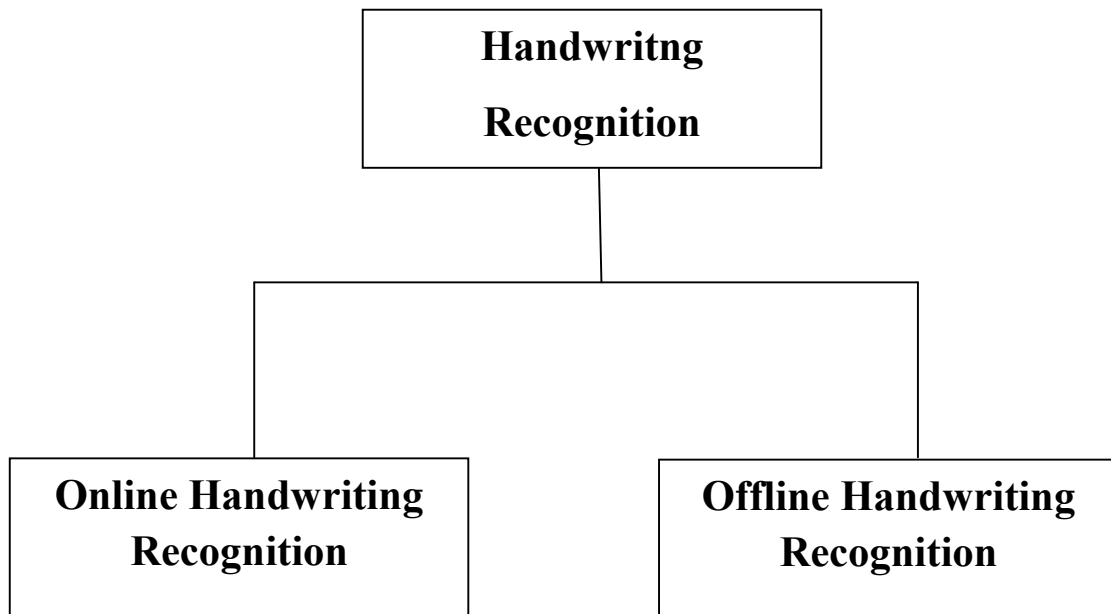 Handwritng
Recognition
Online Handwriting
Recognition
Offline Handwriting
Recognition